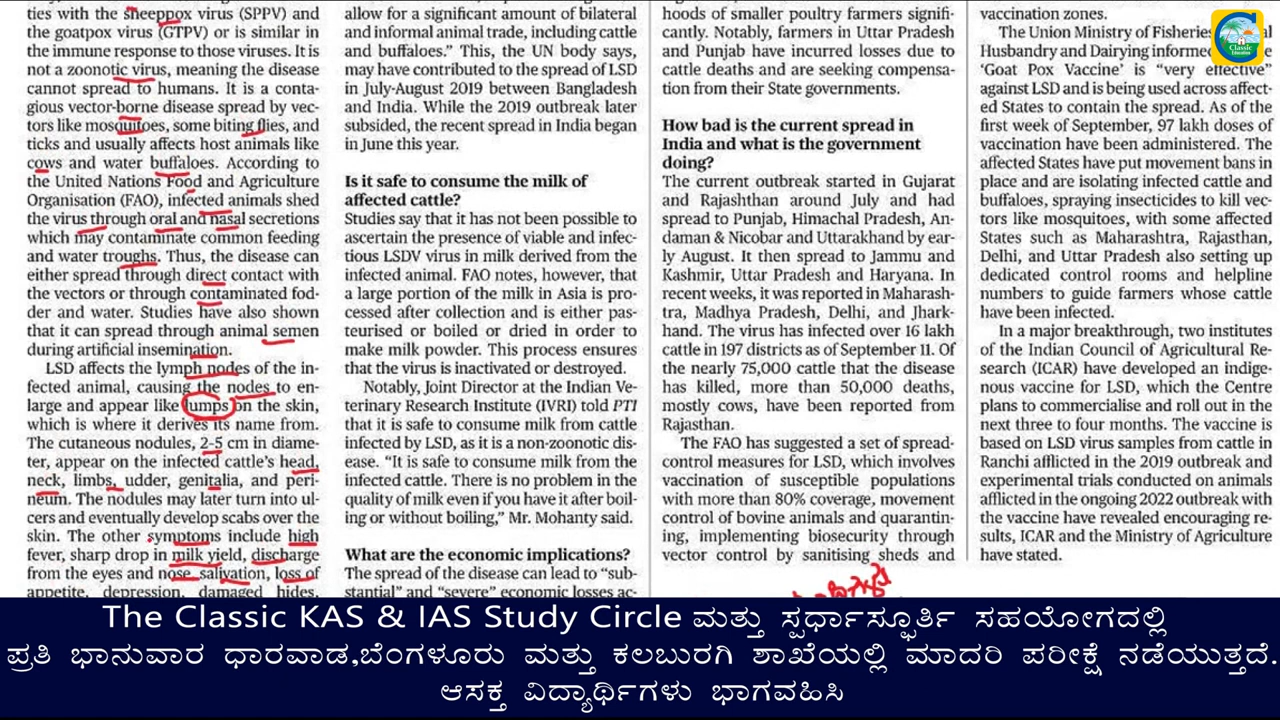 ties with the sheeppox virus (SPPV) and
the goatpox virus (GTPV) or is similar in
the immune response to those viruses. It is
not a zoonotic virus, meaning the disease
cannot spread to humans. It is a conta-
gious vector-borne disease spread by vec-
tors like mosquitoes, some biting flies, and
ticks and usually affects host animals like
cows and water buffaloes. According to
the United Nations Food and Agriculture
Organisation (FAO), infected animals shed
the virus through oral and nasal secretions
which may contaminate common feeding
and water troughs. Thus, the disease can
either spread through direct contact with
the vectors or through contaminated fod-
der and water. Studies have also shown
that it can spread through animal semen
during artificial insemination.
LSD affects the lymph nodes of the in-
fected animal, causing the nodes to en-
large and appear like lumps on the skin,
which is where it derives its name from.
The cutaneous nodules, 2-5 cm in diame-
ter, appear on the infected cattle's head,
neck, limbs, udder, genitalia, and peri-
neum. The nodules may later turn into ul-
cers and eventually develop scabs over the
skin. The other symptoms include high
fever, sharp drop in milk yield, discharge
from the eyes and nose, salivation, loss of
appetite, depression, damaged hides,
allow for a significant amount of bilateral
and informal animal trade, including cattle
and buffaloes." This, the UN body says,
may have contributed to the spread of LSD
in July-August 2019 between Bangladesh
and India. While the 2019 outbreak later
subsided, the recent spread in India began
in June this year.
Is it safe to consume the milk of
affected cattle?
Studies say that it has not been possible to
ascertain the presence of viable and infec-
tious LSDV virus in milk derived from the
infected animal. FAO notes, however, that
a large portion of the milk in Asia is pro-
cessed after collection and is either pas-
teurised or boiled or dried in order to
make milk powder. This process ensures
that the virus is inactivated or destroyed.
Notably, Joint Director at the Indian Ve-
terinary Research Institute (IVRI) told PTI
that it is safe to consume milk from cattle
infected by LSD, as it is a non-zoonotic dis-
ease. "It is safe to consume milk from the
infected cattle. There is no problem in the
quality of milk even if you have it after boil-
ing or without boiling," Mr. Mohanty said.
What are the economic implications?
The spread of the disease can lead to "sub-
stantial" and "severe" economic losses ac-
hoods of smaller poultry farmers signifi-
cantly. Notably, farmers in Uttar Pradesh
and Punjab have incurred losses due to
cattle deaths and are seeking compensa-
tion from their State governments.
How bad is the current spread in
India and what is the government
doing?
The current outbreak started in Gujarat
and Rajashthan around July and had
spread to Punjab, Himachal Pradesh, An-
daman & Nicobar and Uttarakhand by ear-
ly August. It then spread to Jammu and
Kashmir, Uttar Pradesh and Haryana. In
recent weeks, it was reported in Maharash-
tra, Madhya Pradesh, Delhi, and Jhark-
hand. The virus has infected over 16 lakh
cattle in 197 districts as of September 11. Of
the nearly 75,000 cattle that the disease
has killed, more than 50,000 deaths,
mostly cows, have been reported from
Rajasthan.
The FAO has suggested a set of spread-
control measures for LSD, which involves
vaccination of susceptible populations
with more than 80% coverage, movement
control of bovine animals and quarantin-
ing, implementing biosecurity through
vector control by sanitising sheds and
vaccination zones.
The Union Ministry of Fisheries
Husbandry and Dairying informed
'Goat Pox Vaccine' is "very effective"
against LSD and is being used across affect-
ed States to contain the spread. As of the
first week of September, 97 lakh doses of
vaccination have been administered. The
affected States have put movement bans in
place and are isolating infected cattle and
buffaloes, spraying insecticides to kill vec-
tors like mosquitoes, with some affected
States such as Maharashtra, Rajasthan,
Delhi, and Uttar Pradesh also setting up
dedicated control rooms and helpline
numbers to guide farmers whose cattle
have been infected.
In a major breakthrough, two institutes
of the Indian Council of Agricultural Re-
search (ICAR) have developed an indige-
nous vaccine for LSD, which the Centre
plans to commercialise and roll out in the
next three to four months. The vaccine is
based on LSD virus samples from cattle in
Ranchi afflicted in the 2019 outbreak and
experimental trials conducted on animals
afflicted in the ongoing 2022 outbreak with
the vaccine have revealed encouraging re-
sults, ICAR and the Ministry of Agriculture
have stated.
Classic
Education
The Classic KAS & IAS Study Circle ಮತ್ತು ಸ್ಪರ್ಧಾಸ್ಫೂರ್ತಿ ಸಹಯೋಗದಲ್ಲಿ
ಪ್ರತಿ ಭಾನುವಾರ ಧಾರವಾಡ,ಬೆಂಗಳೂರು ಮತ್ತು ಕಲಬುರಗಿ ಶಾಖೆಯಲ್ಲಿ ಮಾದರಿ ಪರೀಕ್ಷೆ ನಡೆಯುತ್ತದೆ.
ಆಸಕ್ತ ವಿದ್ಯಾರ್ಥಿಗಳು ಭಾಗವಹಿಸಿ